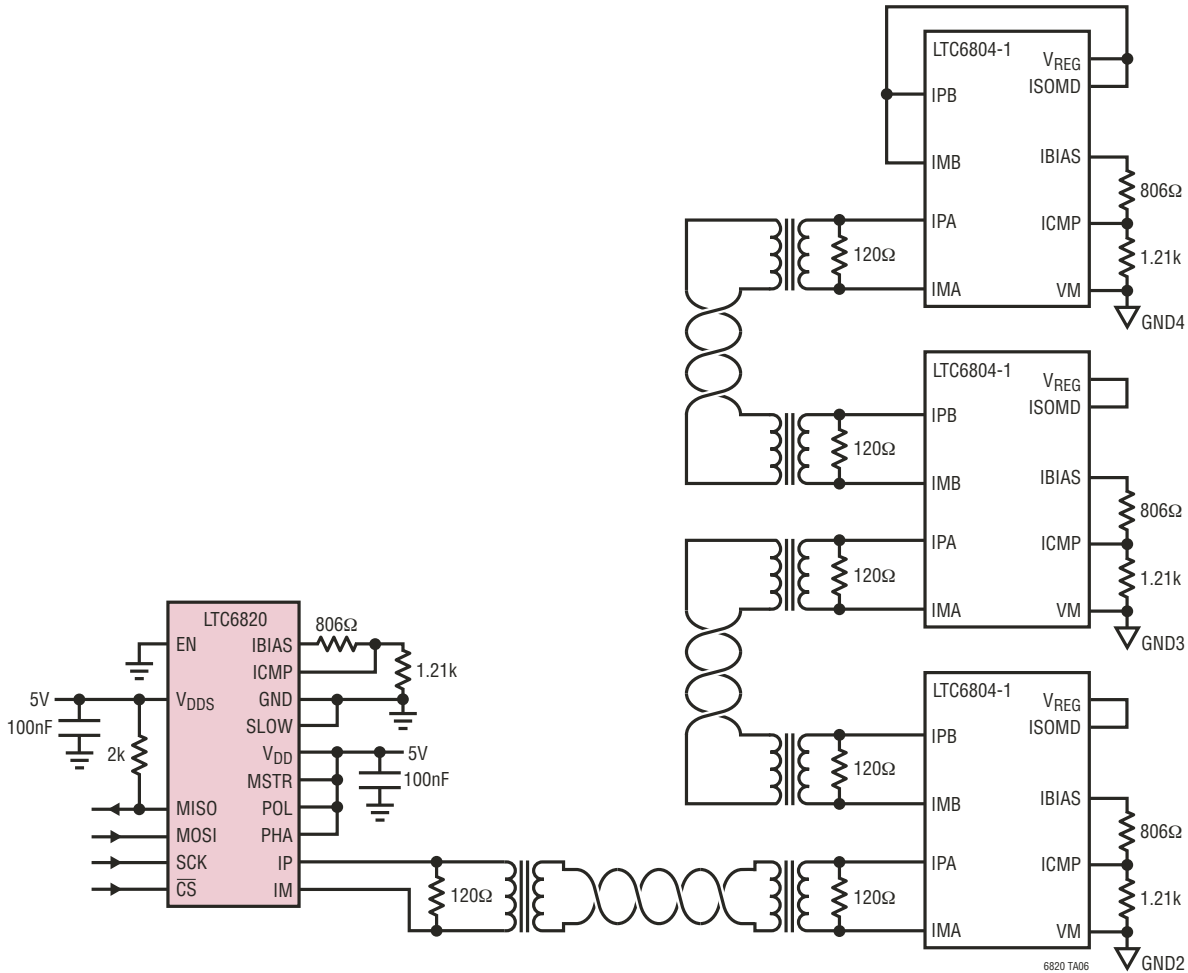 LTC6804-1
VREG
ISOMD
IPB
IMB
IBIAS
806Ω
IPA
ICMP
120Ω
1.21k
IMA
VM
GND4
LTC6804-1
VREG
ISOMD
IPB
120Ω
IMB
IBIAS
806Ω
IPA
ICMP
120Ω
1.21k
IMA
VM
GND3
LTC6820
806Ω
EN
IBIAS
ICMP
1.21k
5V
VDDS
GND
100nF
SLOW
2k
VDD
5V
MSTR
100nF
MISO
POL
MOSI
PHA
SCK
IP
CS
IM
120Ω
LTC6804-1
VREG
ISOMD
IPB
120Ω
IMB
IBIAS
806Ω
IPA
ICMP
120Ω
1.21k
IMA
VM
GND2
6820 TA06